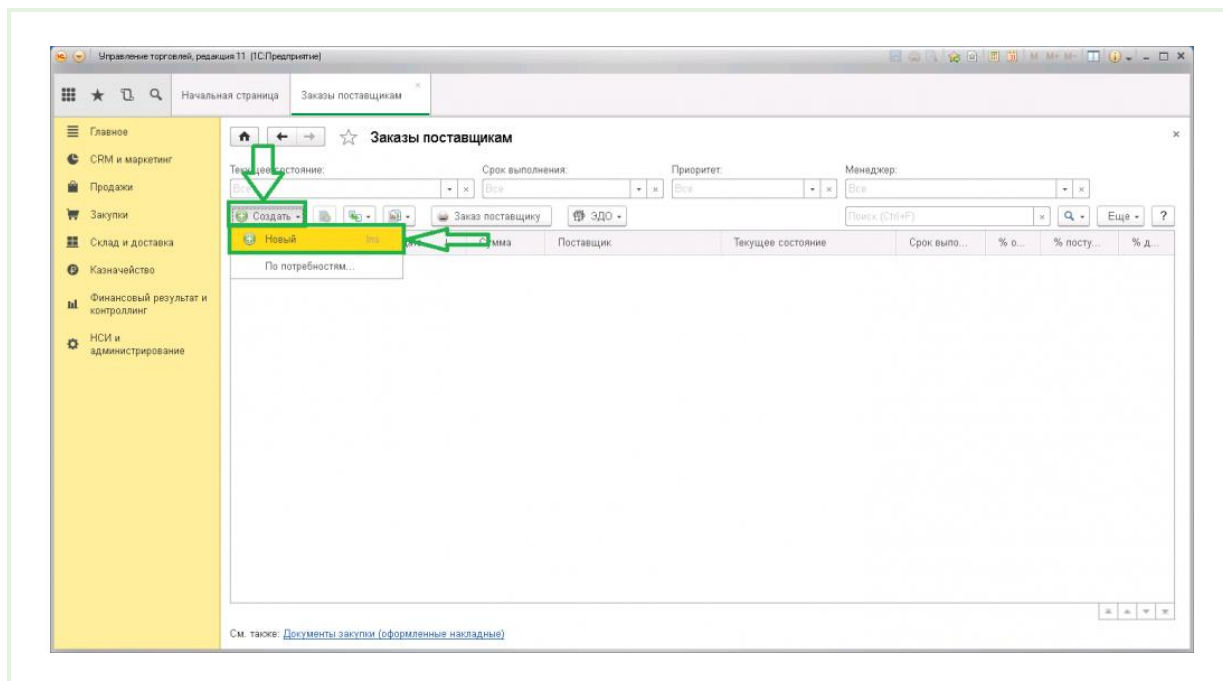 Управление торговлей, редакция 11 (1С:Предприятие)
M M+ M-
Начальная страница
Заказы поставщикам
Главное
CRM и маркетинг
Продажи
Закупки
Склад и доставка
Казначейство
Финансовый результат и
контроллинг
НСИ и
администрирование
Заказы поставщикам
Текущее состояние: Срок выполнения: Приоритет: Менеджер:
Все Все Все Все
Создать Заказ поставщику ЭДО Поиск (Ctrl+F) Еще ?
Новый Ins
Сумма Поставщик Текущее состояние Срок выпо... % о... % посту... % д...
По потребностям...
См. также: Документы закупки (оформленные накладные)